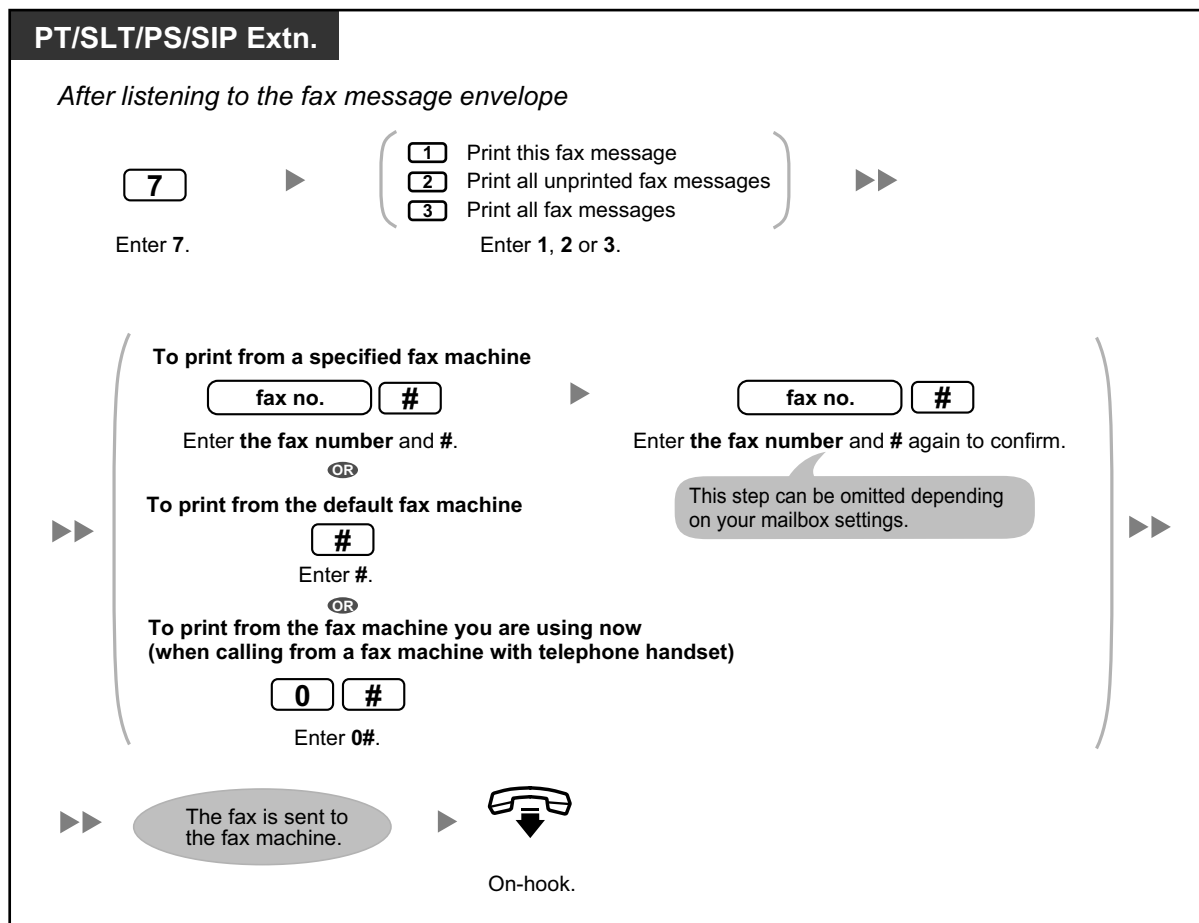 PT/SLT/PS/SIP Extn.
After listening to the fax message envelope
7
Enter 7.
1 Print this fax message
2 Print all unprinted fax messages
3 Print all fax messages
Enter 1, 2 or 3.
To print from a specified fax machine
fax no. #
Enter the fax number and #.
fax no. #
Enter the fax number and # again to confirm.
This step can be omitted depending
on your mailbox settings.
OR
To print from the default fax machine
#
Enter #.
OR
To print from the fax machine you are using now
(when calling from a fax machine with telephone handset)
0 #
Enter 0#.
The fax is sent to
the fax machine.
On-hook.